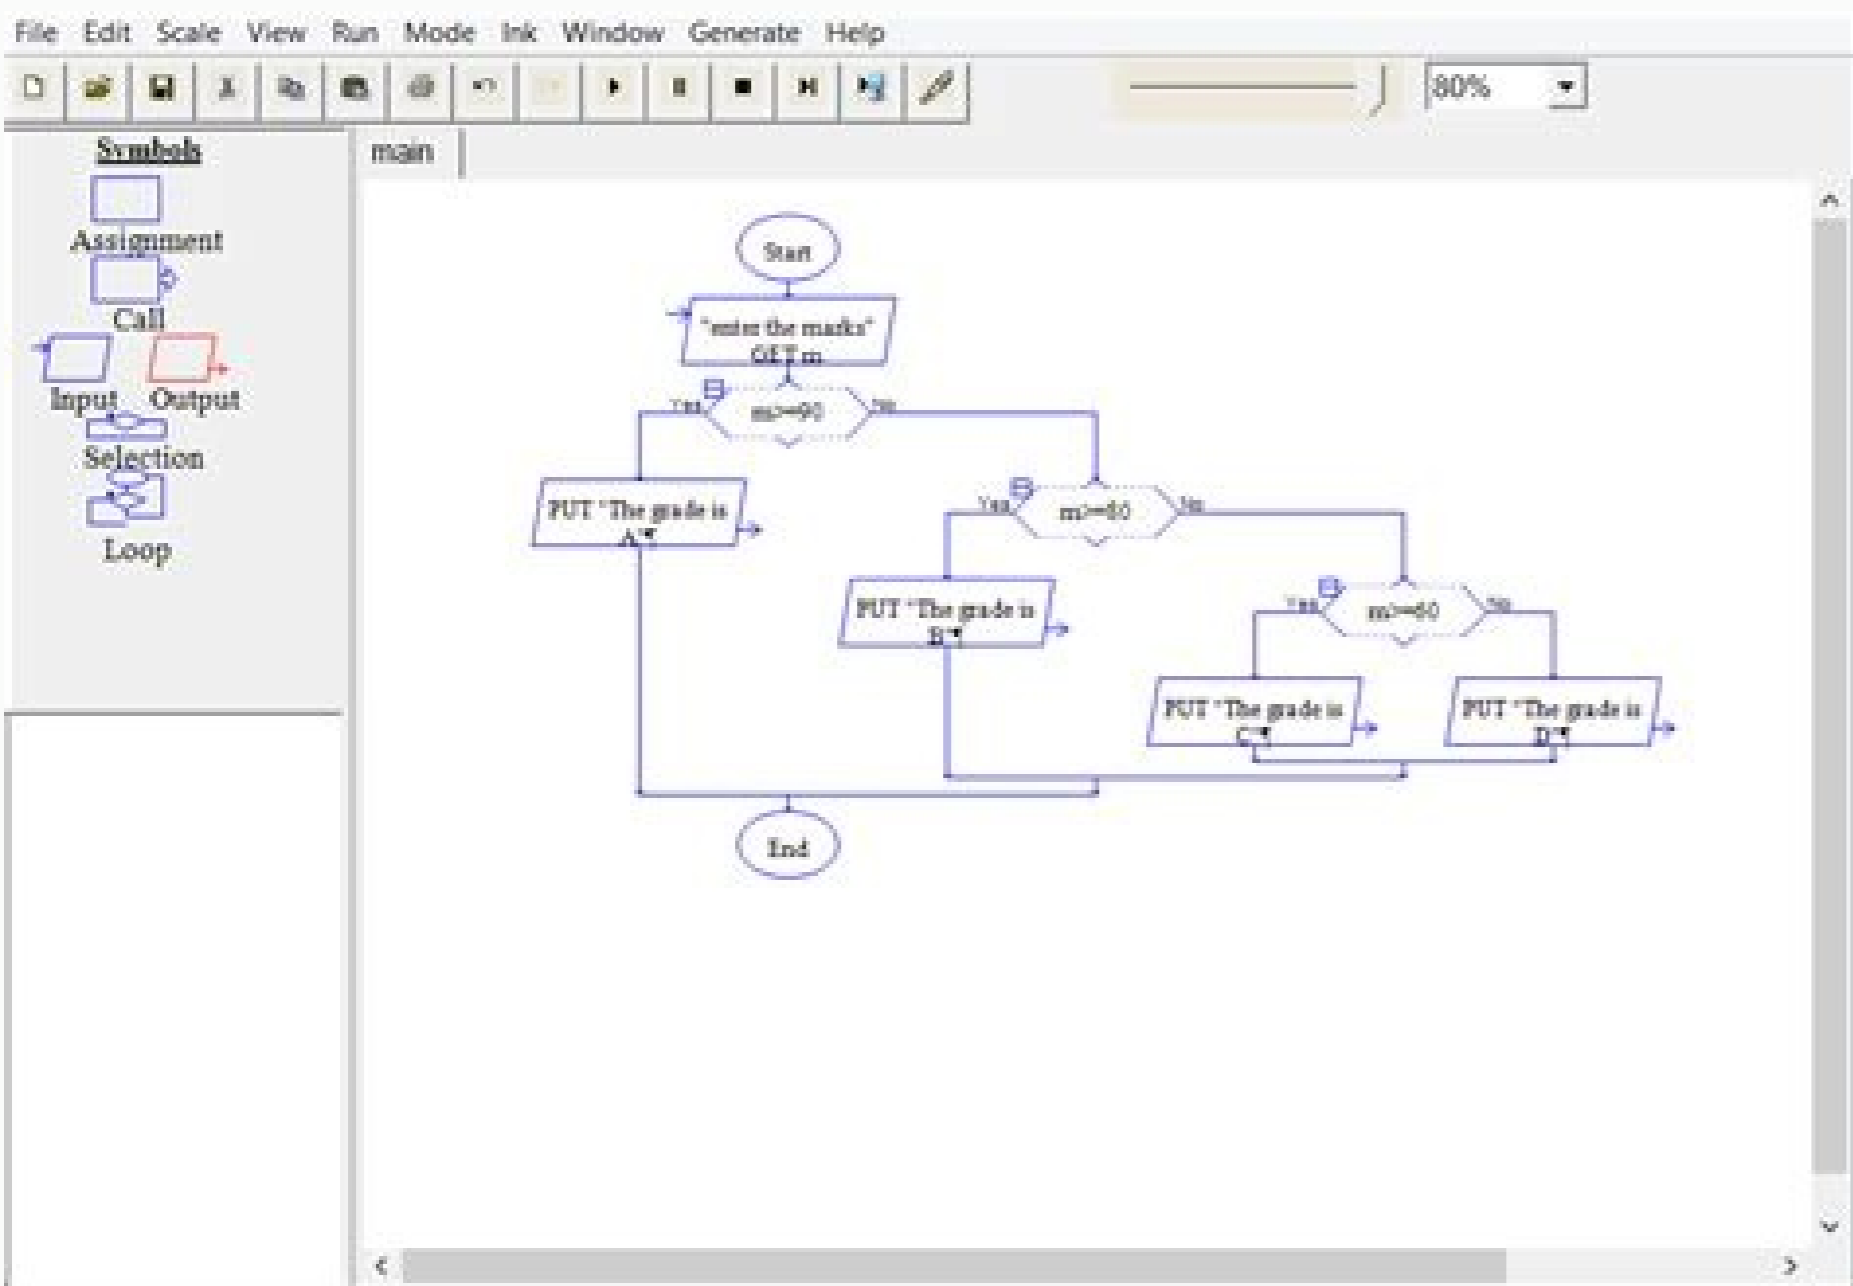 File Edit Scale View Run Mode Ink Window Generate Help
80%
Symbols
Assignment
Call
Input Output
Selection
Loop
main
Start
"enter the marks"
GET m
Yes m>=90 No
PUT "The grade is
A"¶
Yes No
PUT "The grade is
B"¶
Yes m>=60 No
PUT "The grade is
C"¶
PUT "The grade is
D"¶
End